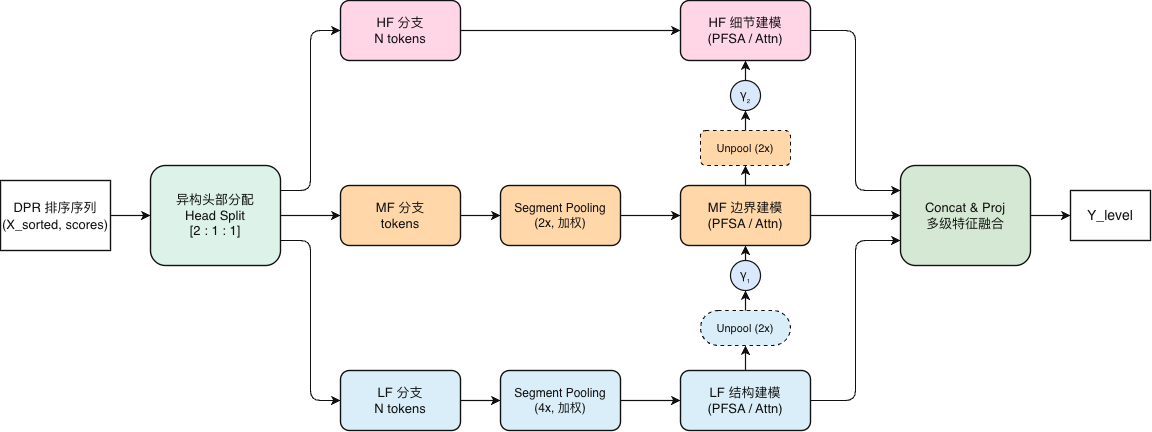 HF 分支
N tokens
HF 细节建模
(PFSA / Attn)
γ₂
Unpool (2x)
DPR 排序序列
(X_sorted, scores)
异构头部分配
Head Split
[2 : 1 : 1]
MF 分支
tokens
Segment Pooling
(2x, 加权)
MF 边界建模
(PFSA / Attn)
Concat & Proj
多级特征融合
Y_level
γ₁
Unpool (2x)
LF 分支
N tokens
Segment Pooling
(4x, 加权)
LF 结构建模
(PFSA / Attn)